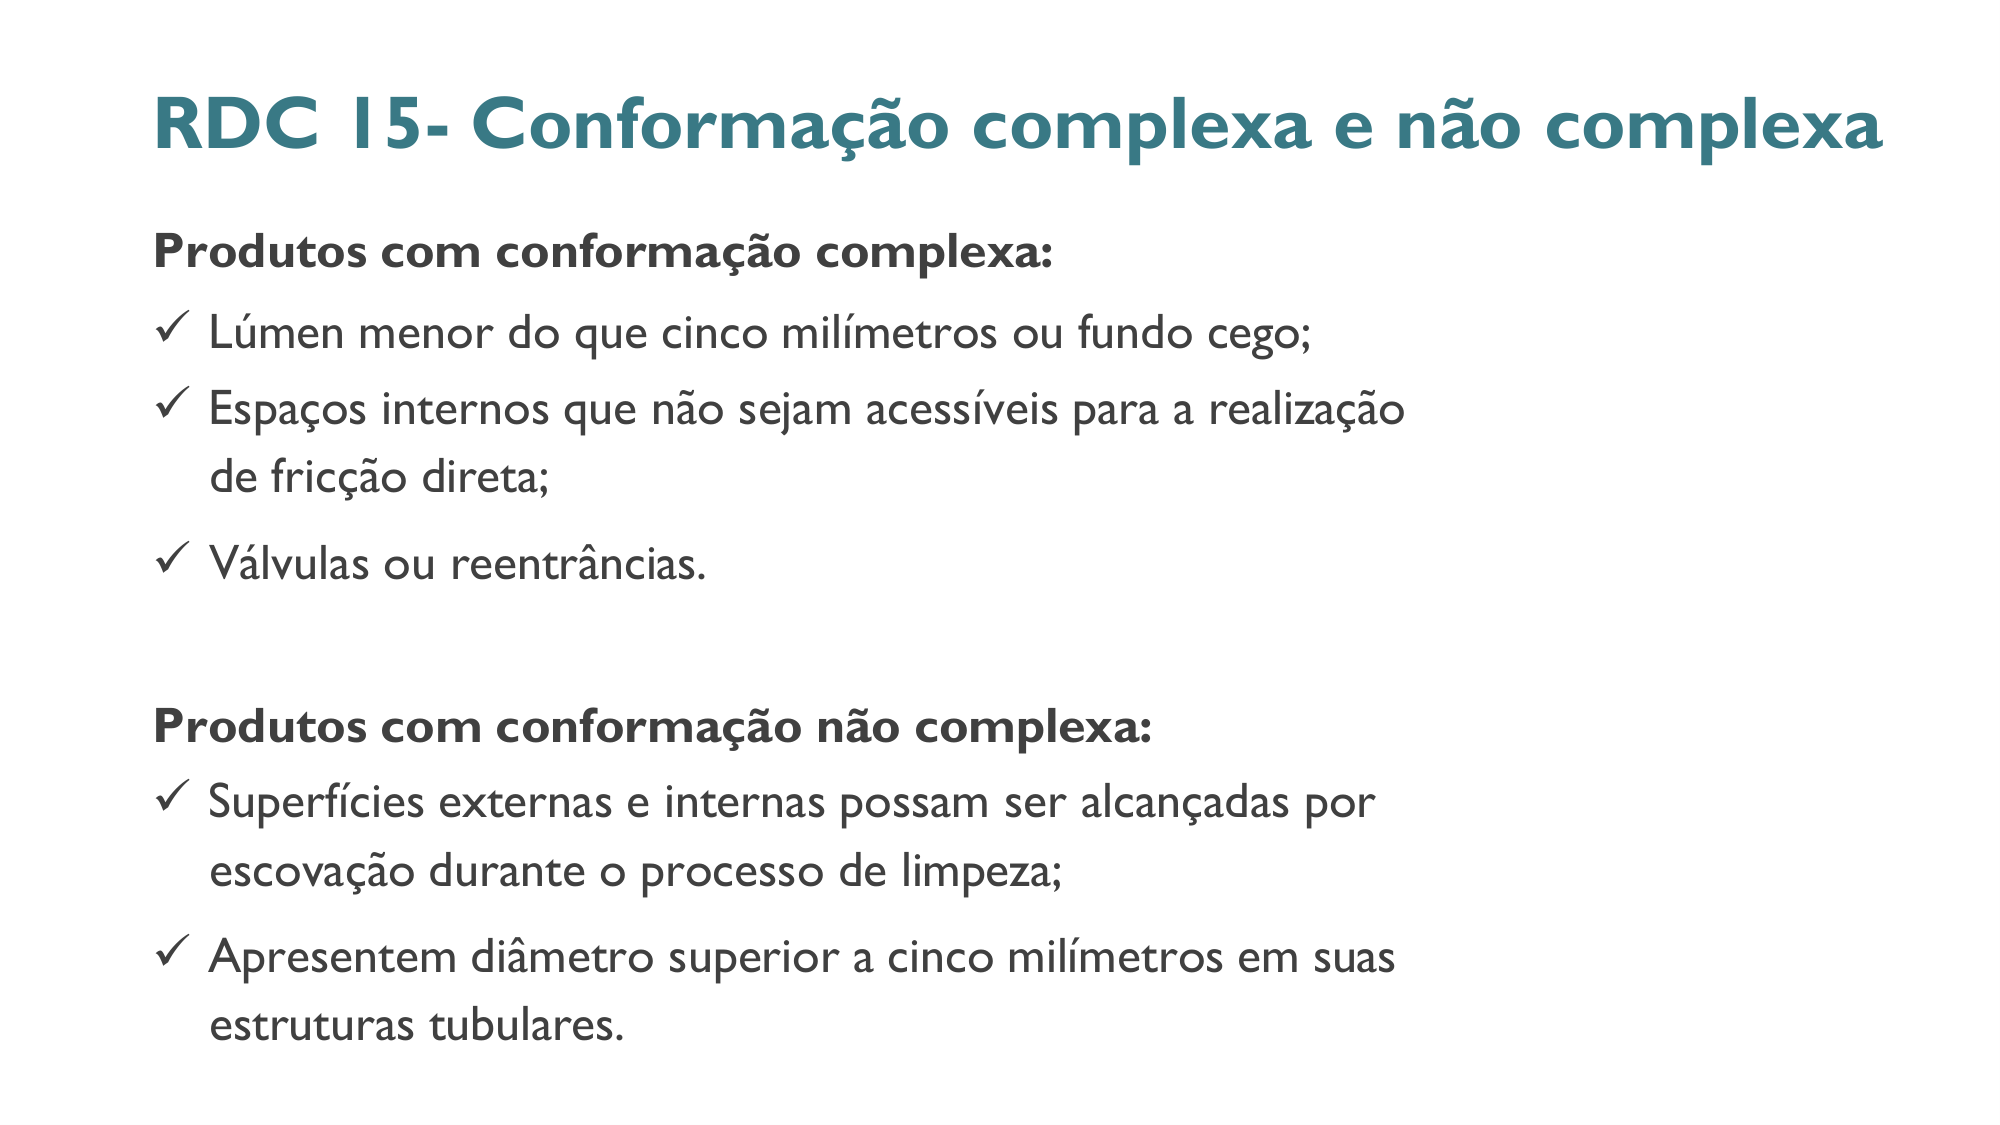 RDC 15- Conformação complexa e não complexa
Produtos com conformação complexa:
✓ Lúmen menor do que cinco milímetros ou fundo cego;
✓ Espaços internos que não sejam acessíveis para a realização
de fricção direta;
✓ Válvulas ou reentrâncias.
Produtos com conformação não complexa:
✓ Superfícies externas e internas possam ser alcançadas por
escovação durante o processo de limpeza;
✓ Apresentem diâmetro superior a cinco milímetros em suas
estruturas tubulares.